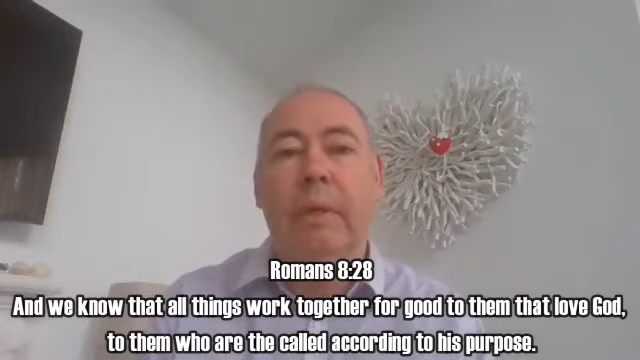 Romans 8:28
And we know that all things work together for good to them that love God,
to them who are the called according to his purpose.